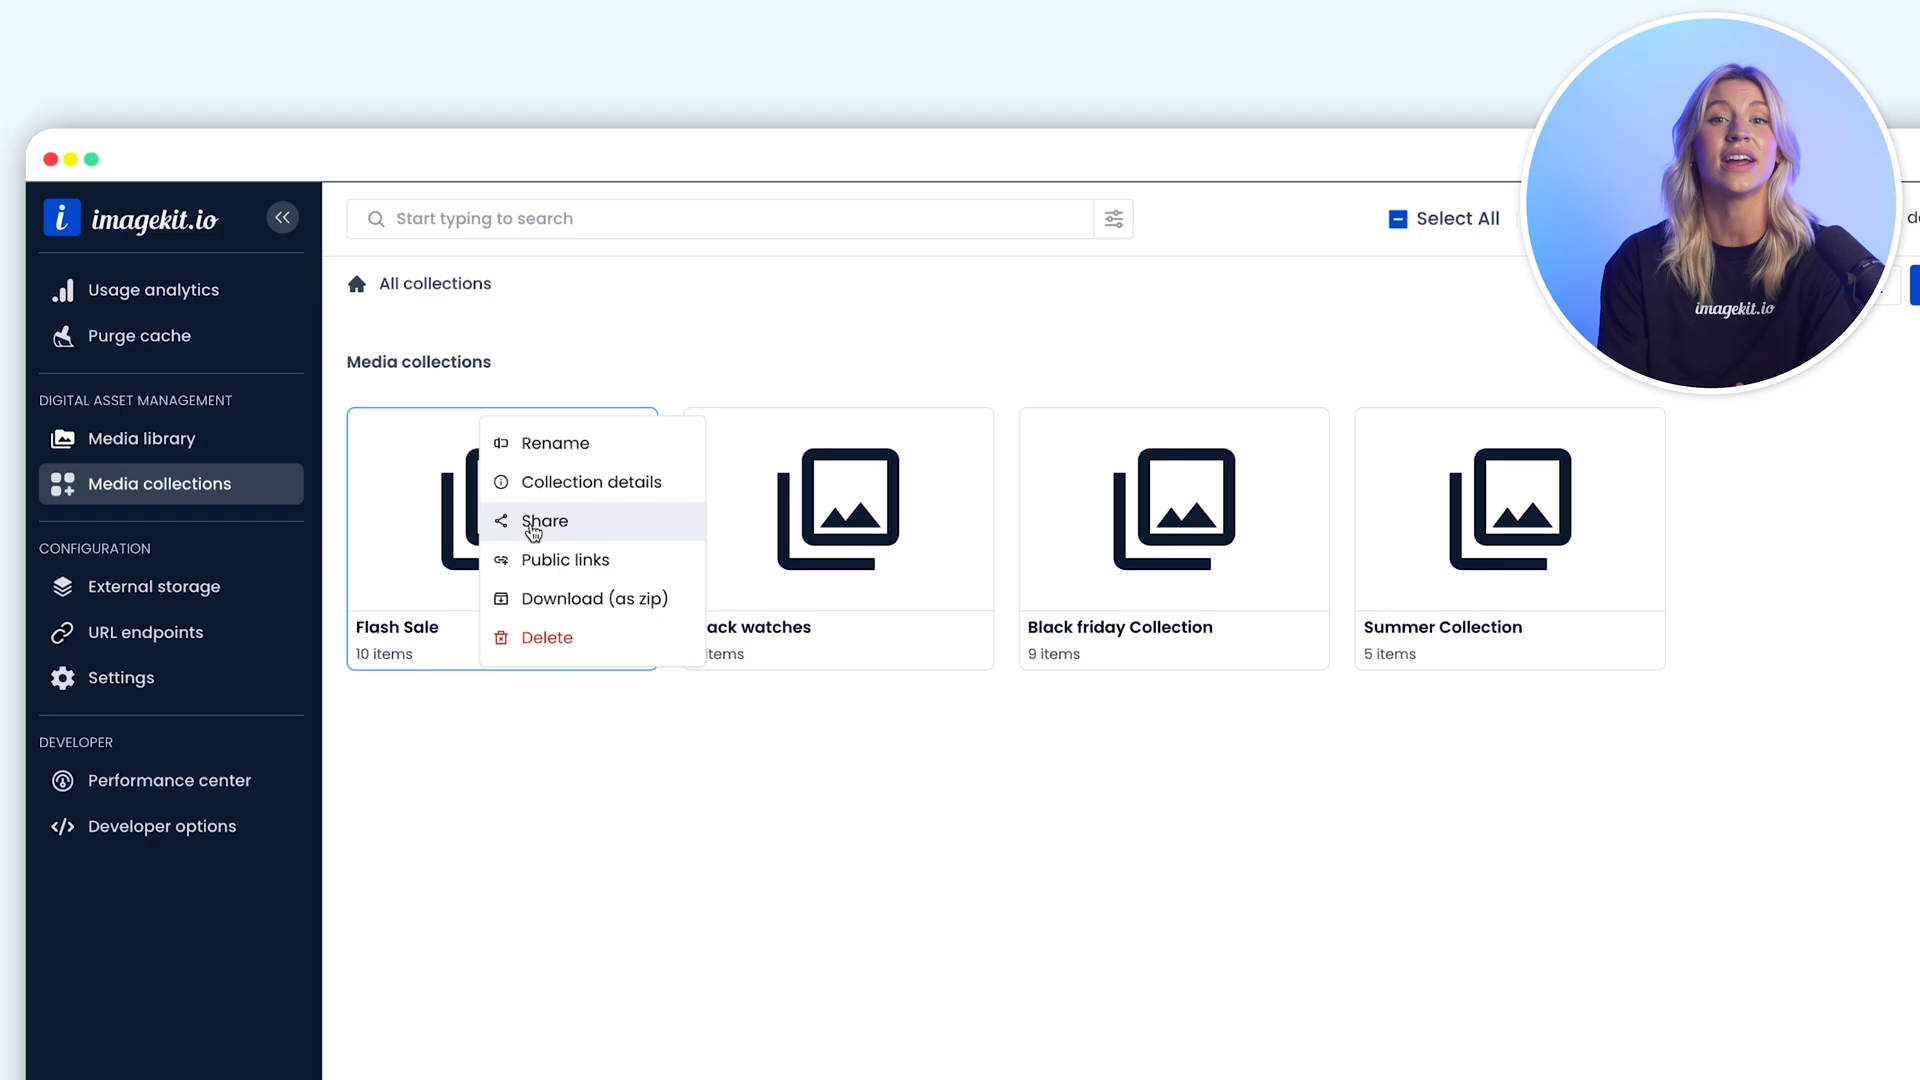 imagekit.io
Usage analytics
Purge cache
DIGITAL ASSET MANAGEMENT
Media library
Media collections
CONFIGURATION
External storage
URL endpoints
Settings
DEVELOPER
Performance center
Developer options
Start typing to search
Select All
All collections
Media collections
Rename
Collection details
Share
Public links
Download (as zip)
Delete
Flash Sale
10 items
watches
Black friday Collection
9 items
Summer Collection
5 items
imagekit.io